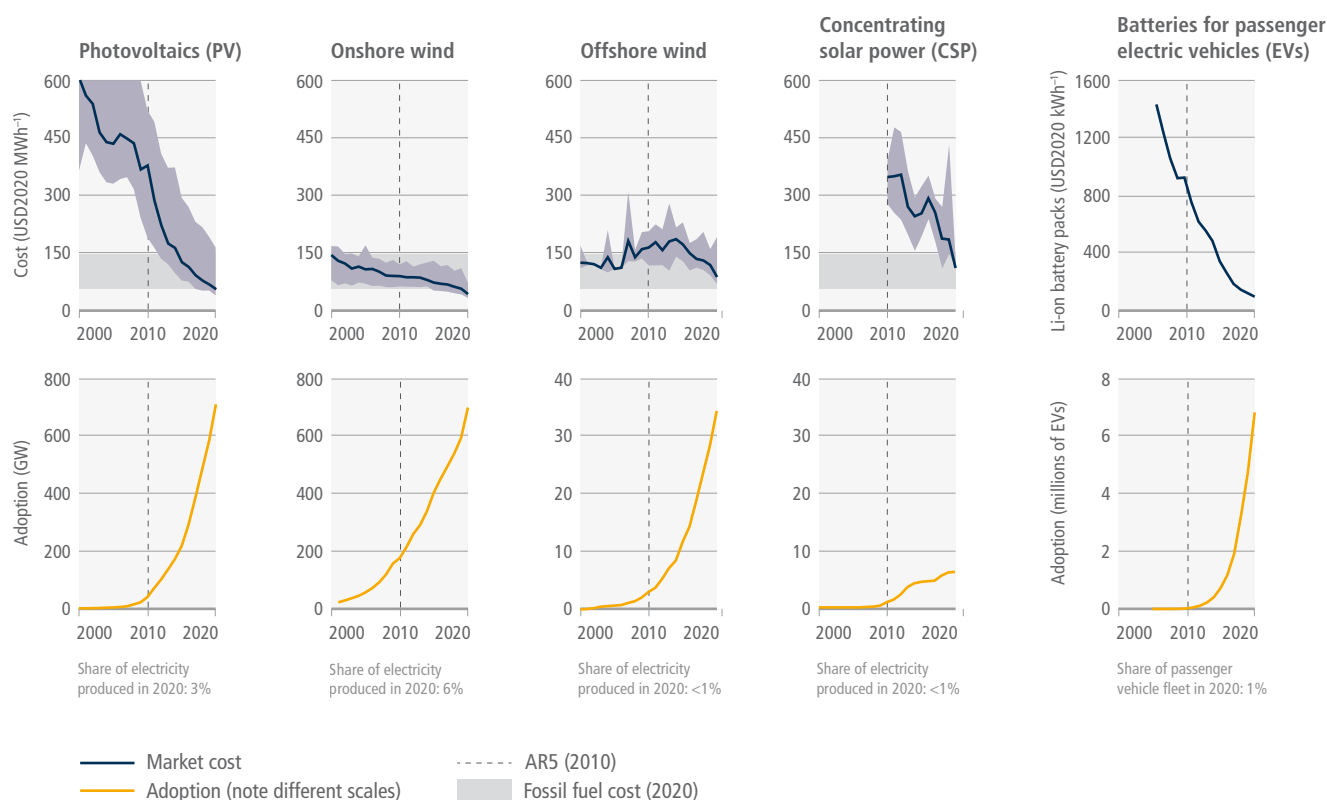 Photovoltaics (PV)
Onshore wind
Offshore wind
Concentrating
solar power (CSP)
Batteries for passenger
electric vehicles (EVs)
Cost (USD2020 MWh⁻¹)
600
450
300
150
0
2000 2010 2020
600
450
300
150
0
2000 2010 2020
600
450
300
150
0
2000 2010 2020
600
450
300
150
0
2000 2010 2020
Li-on battery packs (USD2020 kWh⁻¹)
1600
1200
800
400
0
2000 2010 2020
Adoption (GW)
800
600
400
200
0
2000 2010 2020
800
600
400
200
0
2000 2010 2020
40
30
20
10
0
2000 2010 2020
40
30
20
10
0
2000 2010 2020
Adoption (millions of EVs)
8
6
4
2
0
2000 2010 2020
Share of electricity
produced in 2020: 3%
Share of electricity
produced in 2020: 6%
Share of electricity
produced in 2020: <1%
Share of electricity
produced in 2020: <1%
Share of passenger
vehicle fleet in 2020: 1%
Market cost
Adoption (note different scales)
AR5 (2010)
Fossil fuel cost (2020)